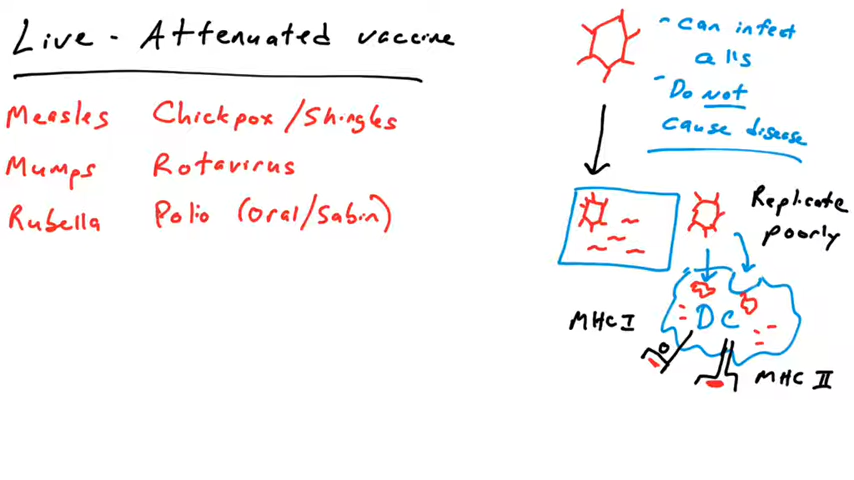 Live - Attenuated vaccine
Measles Chickpox/Shingles
Mumps Rotavirus
Rubella Polio (Oral/Sabin)
- Can infect
cells
- Do not
cause disease
Replicate
poorly
DC
MHC I
MHC II